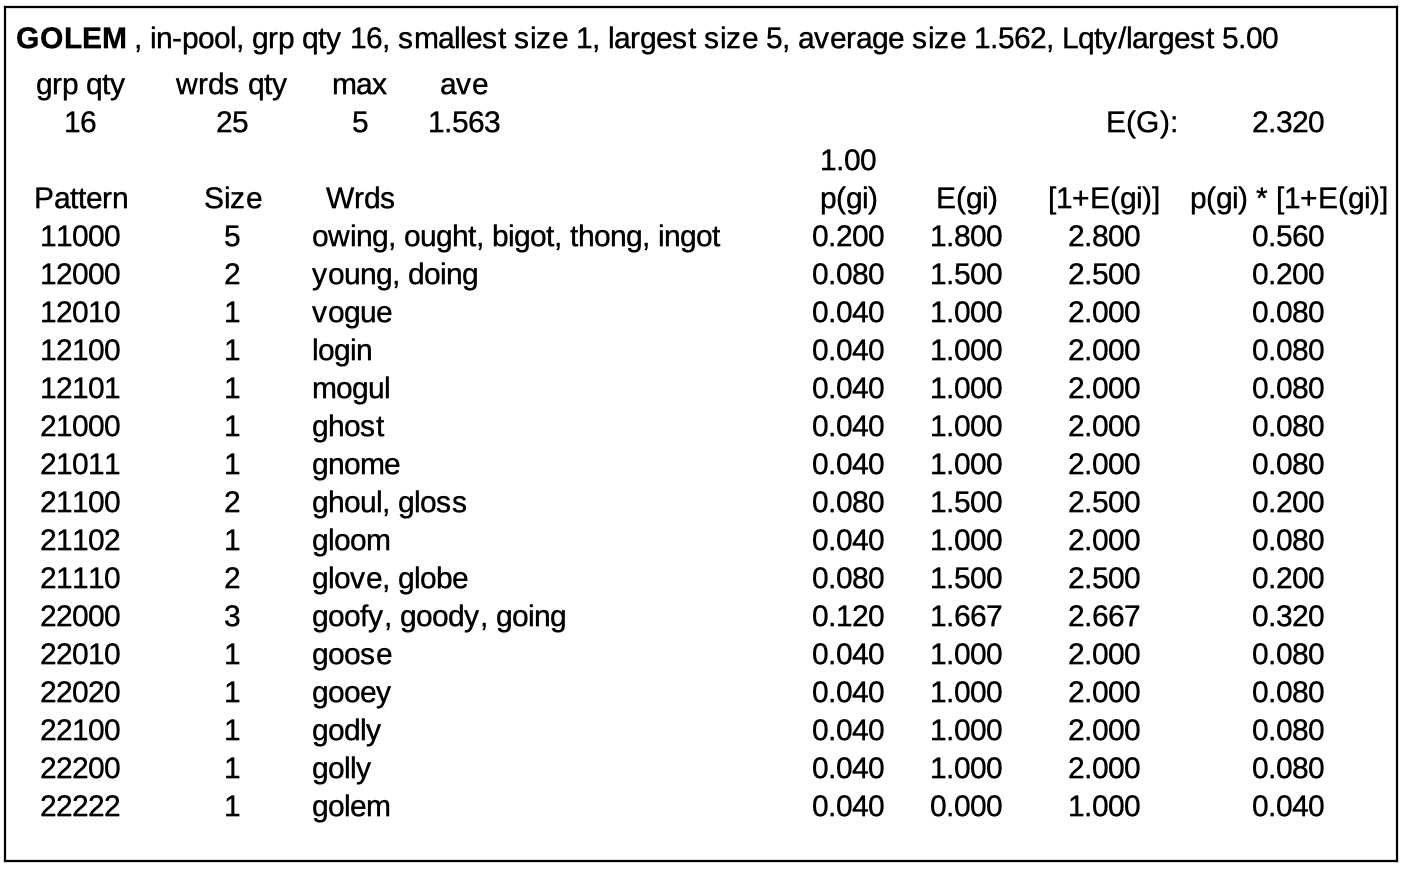 GOLEM , in-pool, grp qty 16, smallest size 1, largest size 5, average size 1.562, Lqty/largest 5.00
grp qty wrds qty max ave
16 25 5 1.563 E(G): 2.320
1.00
Pattern Size Wrds p(gi) E(gi) [1+E(gi)] p(gi) * [1+E(gi)]
11000 5 owing, ought, bigot, thong, ingot 0.200 1.800 2.800 0.560
12000 2 young, doing 0.080 1.500 2.500 0.200
12010 1 vogue 0.040 1.000 2.000 0.080
12100 1 login 0.040 1.000 2.000 0.080
12101 1 mogul 0.040 1.000 2.000 0.080
21000 1 ghost 0.040 1.000 2.000 0.080
21011 1 gnome 0.040 1.000 2.000 0.080
21100 2 ghoul, gloss 0.080 1.500 2.500 0.200
21102 1 gloom 0.040 1.000 2.000 0.080
21110 2 glove, globe 0.080 1.500 2.500 0.200
22000 3 goofy, goody, going 0.120 1.667 2.667 0.320
22010 1 goose 0.040 1.000 2.000 0.080
22020 1 gooey 0.040 1.000 2.000 0.080
22100 1 godly 0.040 1.000 2.000 0.080
22200 1 golly 0.040 1.000 2.000 0.080
22222 1 golem 0.040 0.000 1.000 0.040